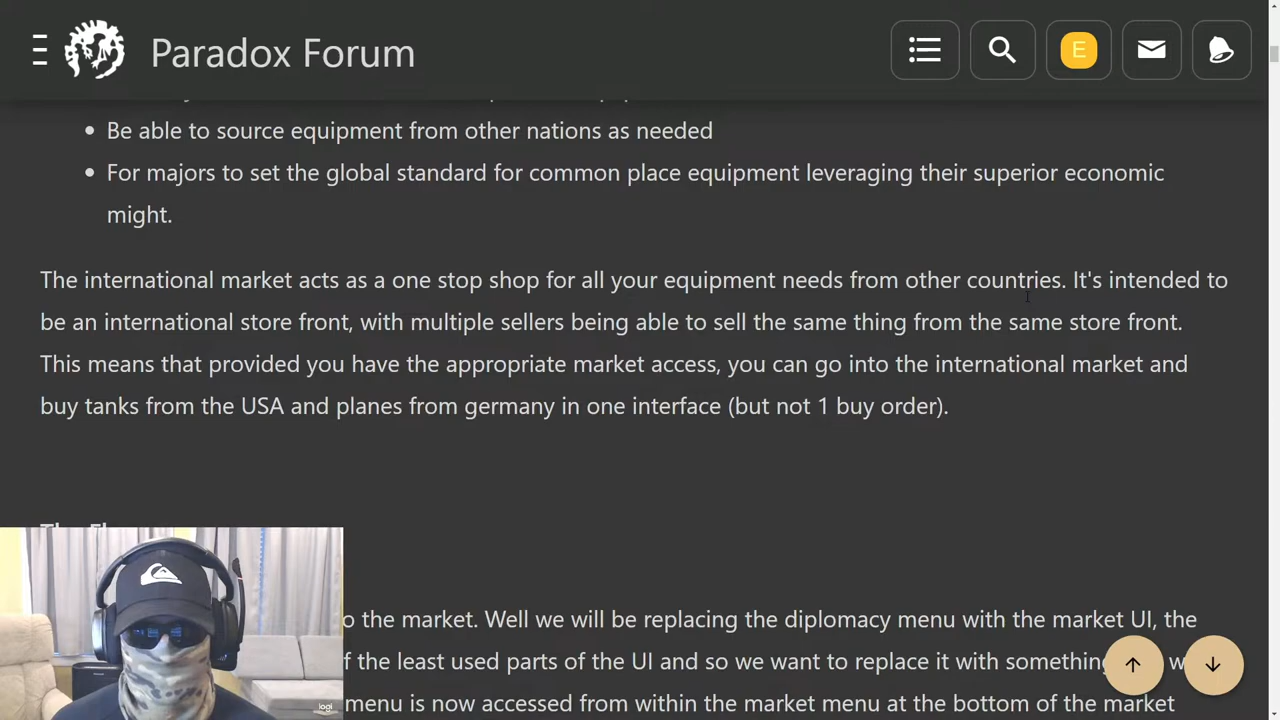 Paradox Forum
E
Be able to source equipment from other nations as needed
For majors to set the global standard for common place equipment leveraging their superior economic
might.
The international market acts as a one stop shop for all your equipment needs from other countries. It's intended to
be an international store front, with multiple sellers being able to sell the same thing from the same store front.
This means that provided you have the appropriate market access, you can go into the international market and
buy tanks from the USA and planes from germany in one interface (but not 1 buy order).
o the market. Well we will be replacing the diplomacy menu with the market UI, the
f the least used parts of the UI and so we want to replace it with something
menu is now accessed from within the market menu at the bottom of the market
logi